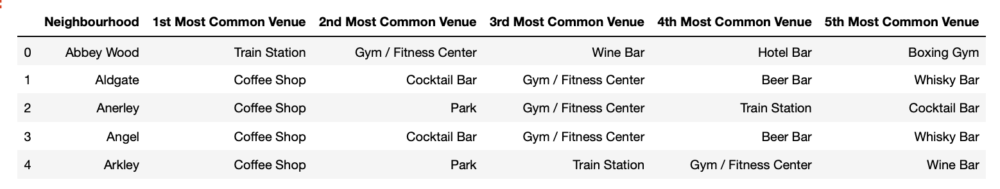 Neighbourhood 1st Most Common Venue 2nd Most Common Venue 3rd Most Common Venue 4th Most Common Venue 5th Most Common Venue
0 Abbey Wood Train Station Gym / Fitness Center Wine Bar Hotel Bar Boxing Gym
1 Aldgate Coffee Shop Cocktail Bar Gym / Fitness Center Beer Bar Whisky Bar
2 Anerley Coffee Shop Park Gym / Fitness Center Train Station Cocktail Bar
3 Angel Coffee Shop Cocktail Bar Gym / Fitness Center Beer Bar Whisky Bar
4 Arkley Coffee Shop Park Train Station Gym / Fitness Center Wine Bar